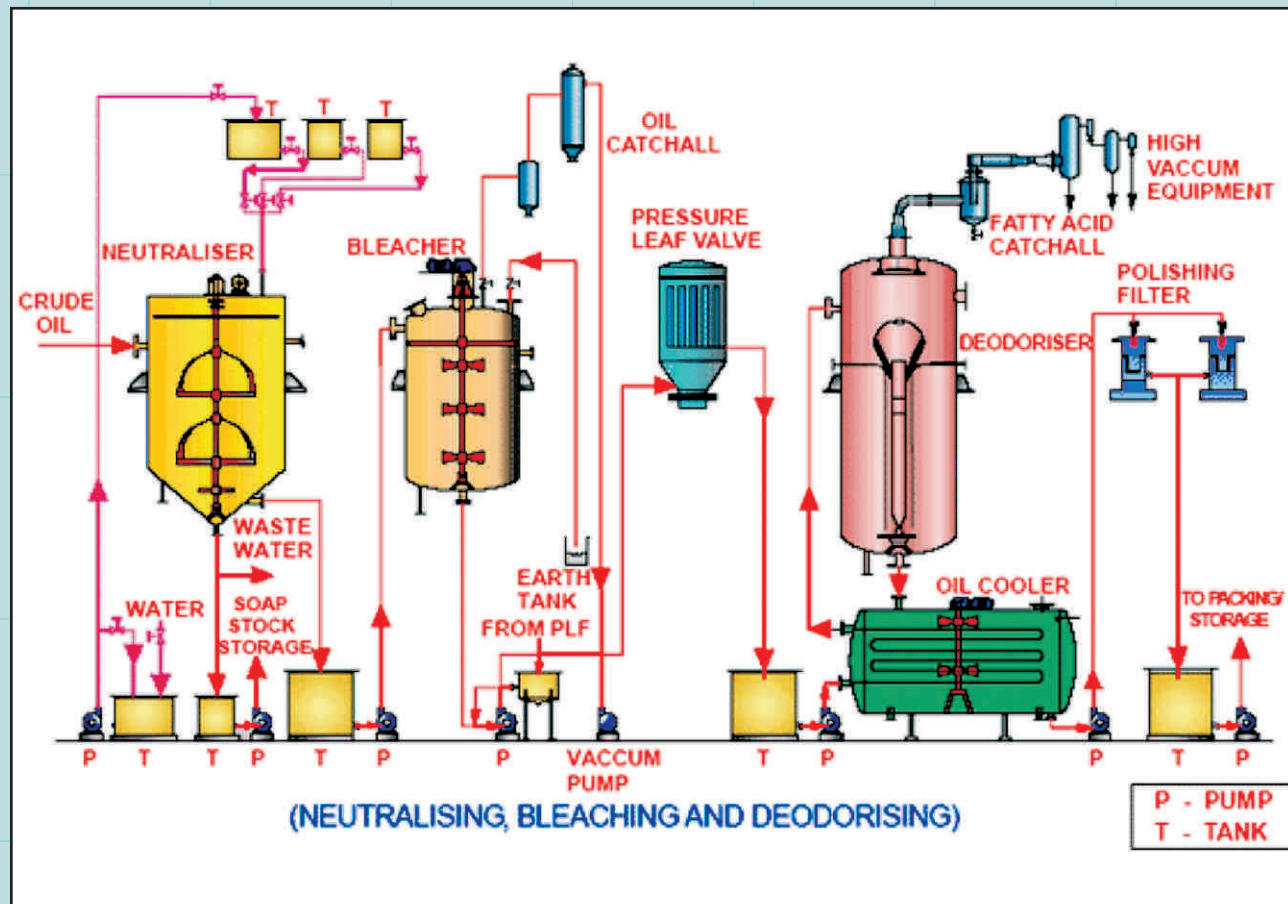 T T T
OIL
CATCHALL
HIGH
VACCUM
EQUIPMENT
NEUTRALISER
BLEACHER
PRESSURE
LEAF VALVE
FATTY ACID
CATCHALL
CRUDE
OIL
POLISHING
FILTER
DEODORISER
WASTE
WATER
WATER
SOAP
STOCK
STORAGE
EARTH
TANK
FROM PLF
OIL COOLER
TO PACKING/
STORAGE
P T T P T P P VACCUM T P P T P
PUMP
(NEUTRALISING, BLEACHING AND DEODORISING)
P - PUMP
T - TANK